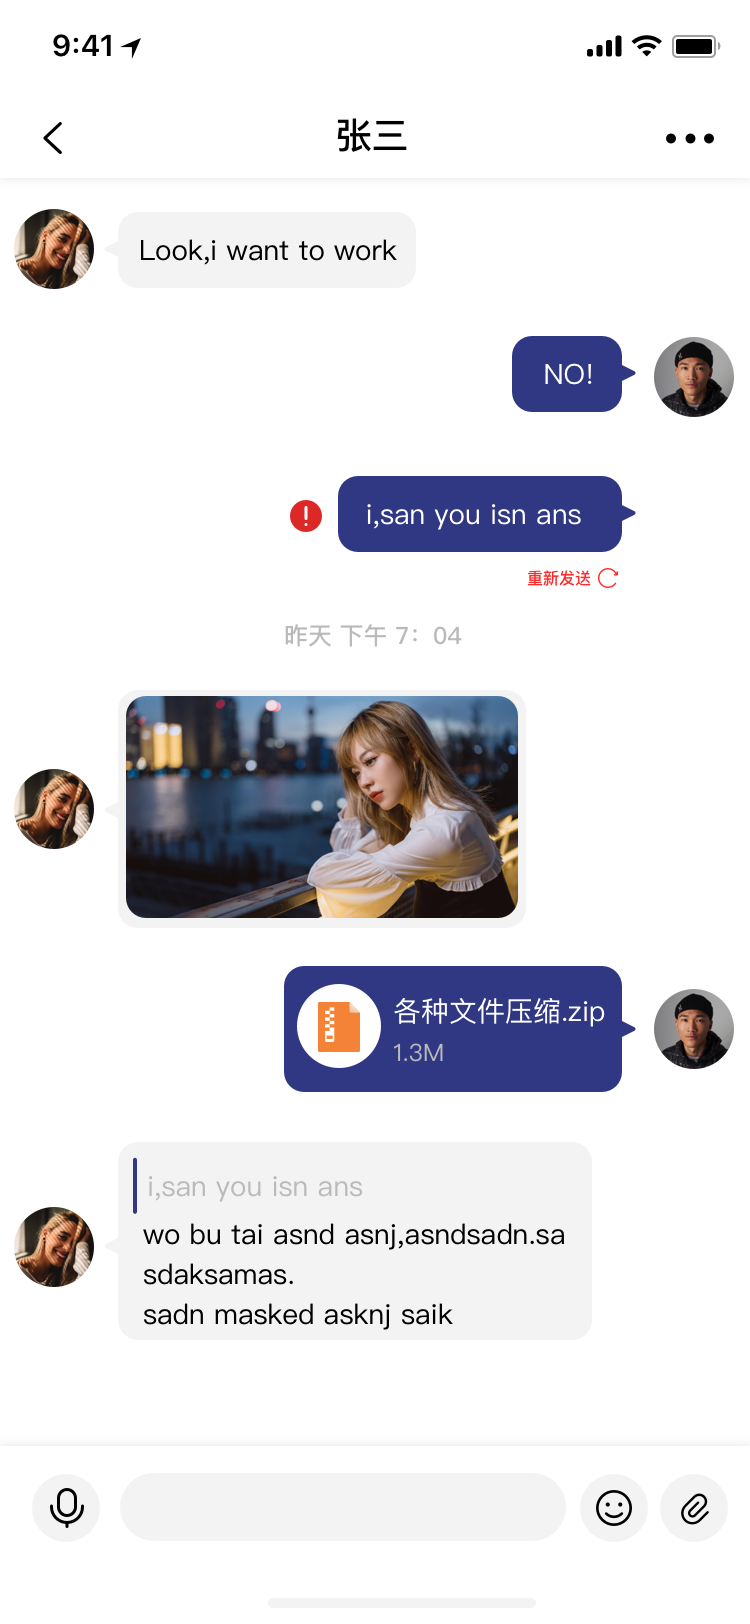 9:41
张三
Look,i want to work
NO!
i,san you isn ans
重新发送
昨天 下午 7：04
各种文件压缩.zip
1.3M
i,san you isn ans
wo bu tai asnd asnj,asndsadn.sa
sdaksamas.
sadn masked asknj saik